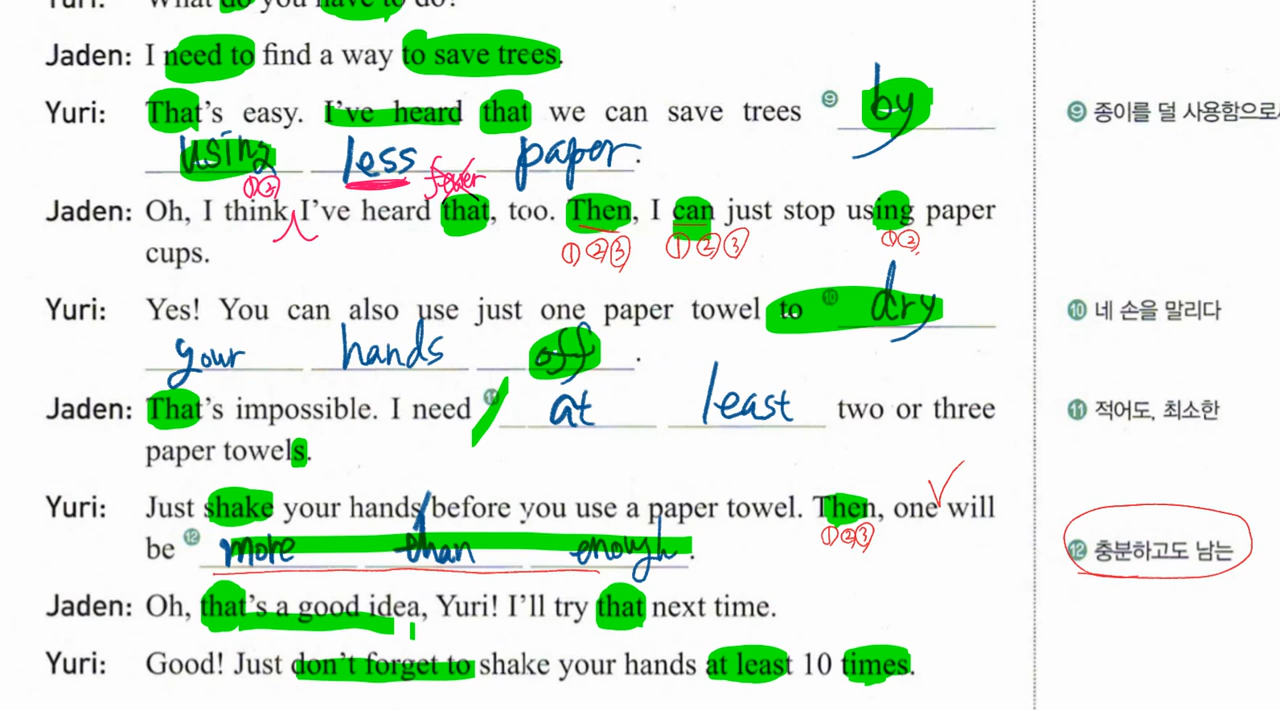 Yuri: What do you have to do?
Jaden: I need to find a way to save trees.
Yuri: That's easy. I've heard that we can save trees ⑨ by
using less paper.
①② fewer
Jaden: Oh, I think I've heard that, too. Then, I can just stop using paper
①②③ ①②③ ①②
cups.
Yuri: Yes! You can also use just one paper towel to ⑩ dry
your hands off.
Jaden: That's impossible. I need ⑪ at least two or three
paper towels.
Yuri: Just shake your hands before you use a paper towel. Then, one will
①②③
be ⑫ more than enough.
Jaden: Oh, that's a good idea, Yuri! I'll try that next time.
Yuri: Good! Just don't forget to shake your hands at least 10 times.
⑨ 종이를 덜 사용함으로
⑩ 네 손을 말리다
⑪ 적어도, 최소한
⑫ 충분하고도 남는